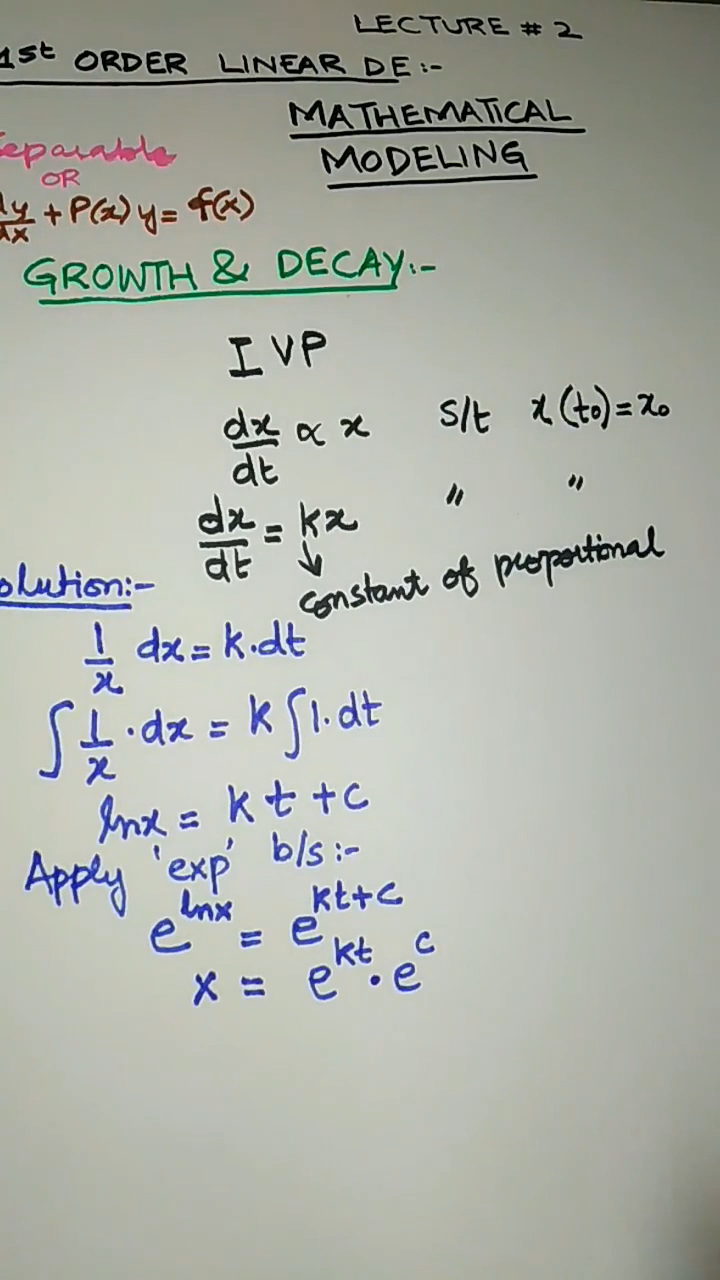 LECTURE # 2
1st ORDER LINEAR DE:-
MATHEMATICAL
MODELING
Separable
OR
dy/dx + P(x) y = f(x)
GROWTH & DECAY:-
I VP
dx/dt ∝ x   S/t   x(t₀) = x₀
dx/dt = kx   "   "
↓
constant of proportional
olution:-
1/x dx = k.dt
∫ 1/x · dx = k ∫ 1. dt
lnx = kt + c
Apply 'exp' b/s:-
e^lnx = e^kt+c
x = e^kt · e^c